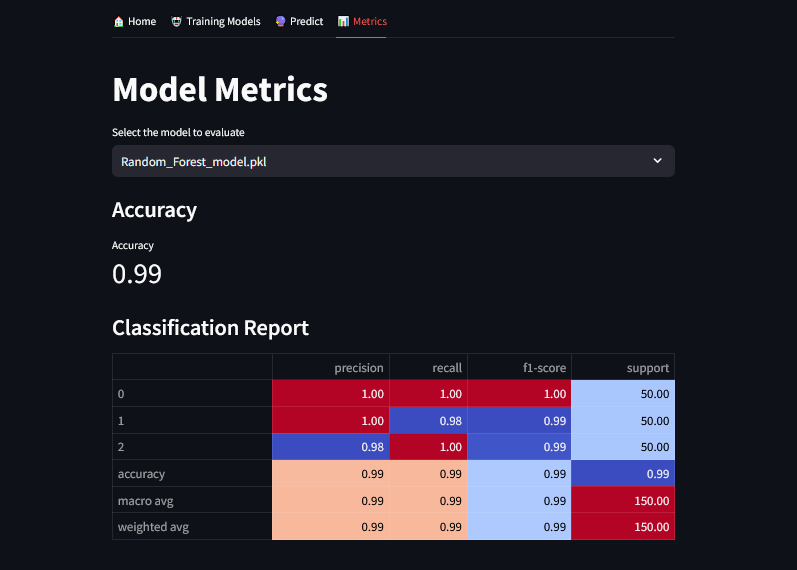 Home Training Models Predict Metrics
Model Metrics
Select the model to evaluate
Random_Forest_model.pkl
Accuracy
Accuracy
0.99
Classification Report
precision recall f1-score support
0 1.00 1.00 1.00 50.00
1 1.00 0.98 0.99 50.00
2 0.98 1.00 0.99 50.00
accuracy 0.99 0.99 0.99 0.99
macro avg 0.99 0.99 0.99 150.00
weighted avg 0.99 0.99 0.99 150.00